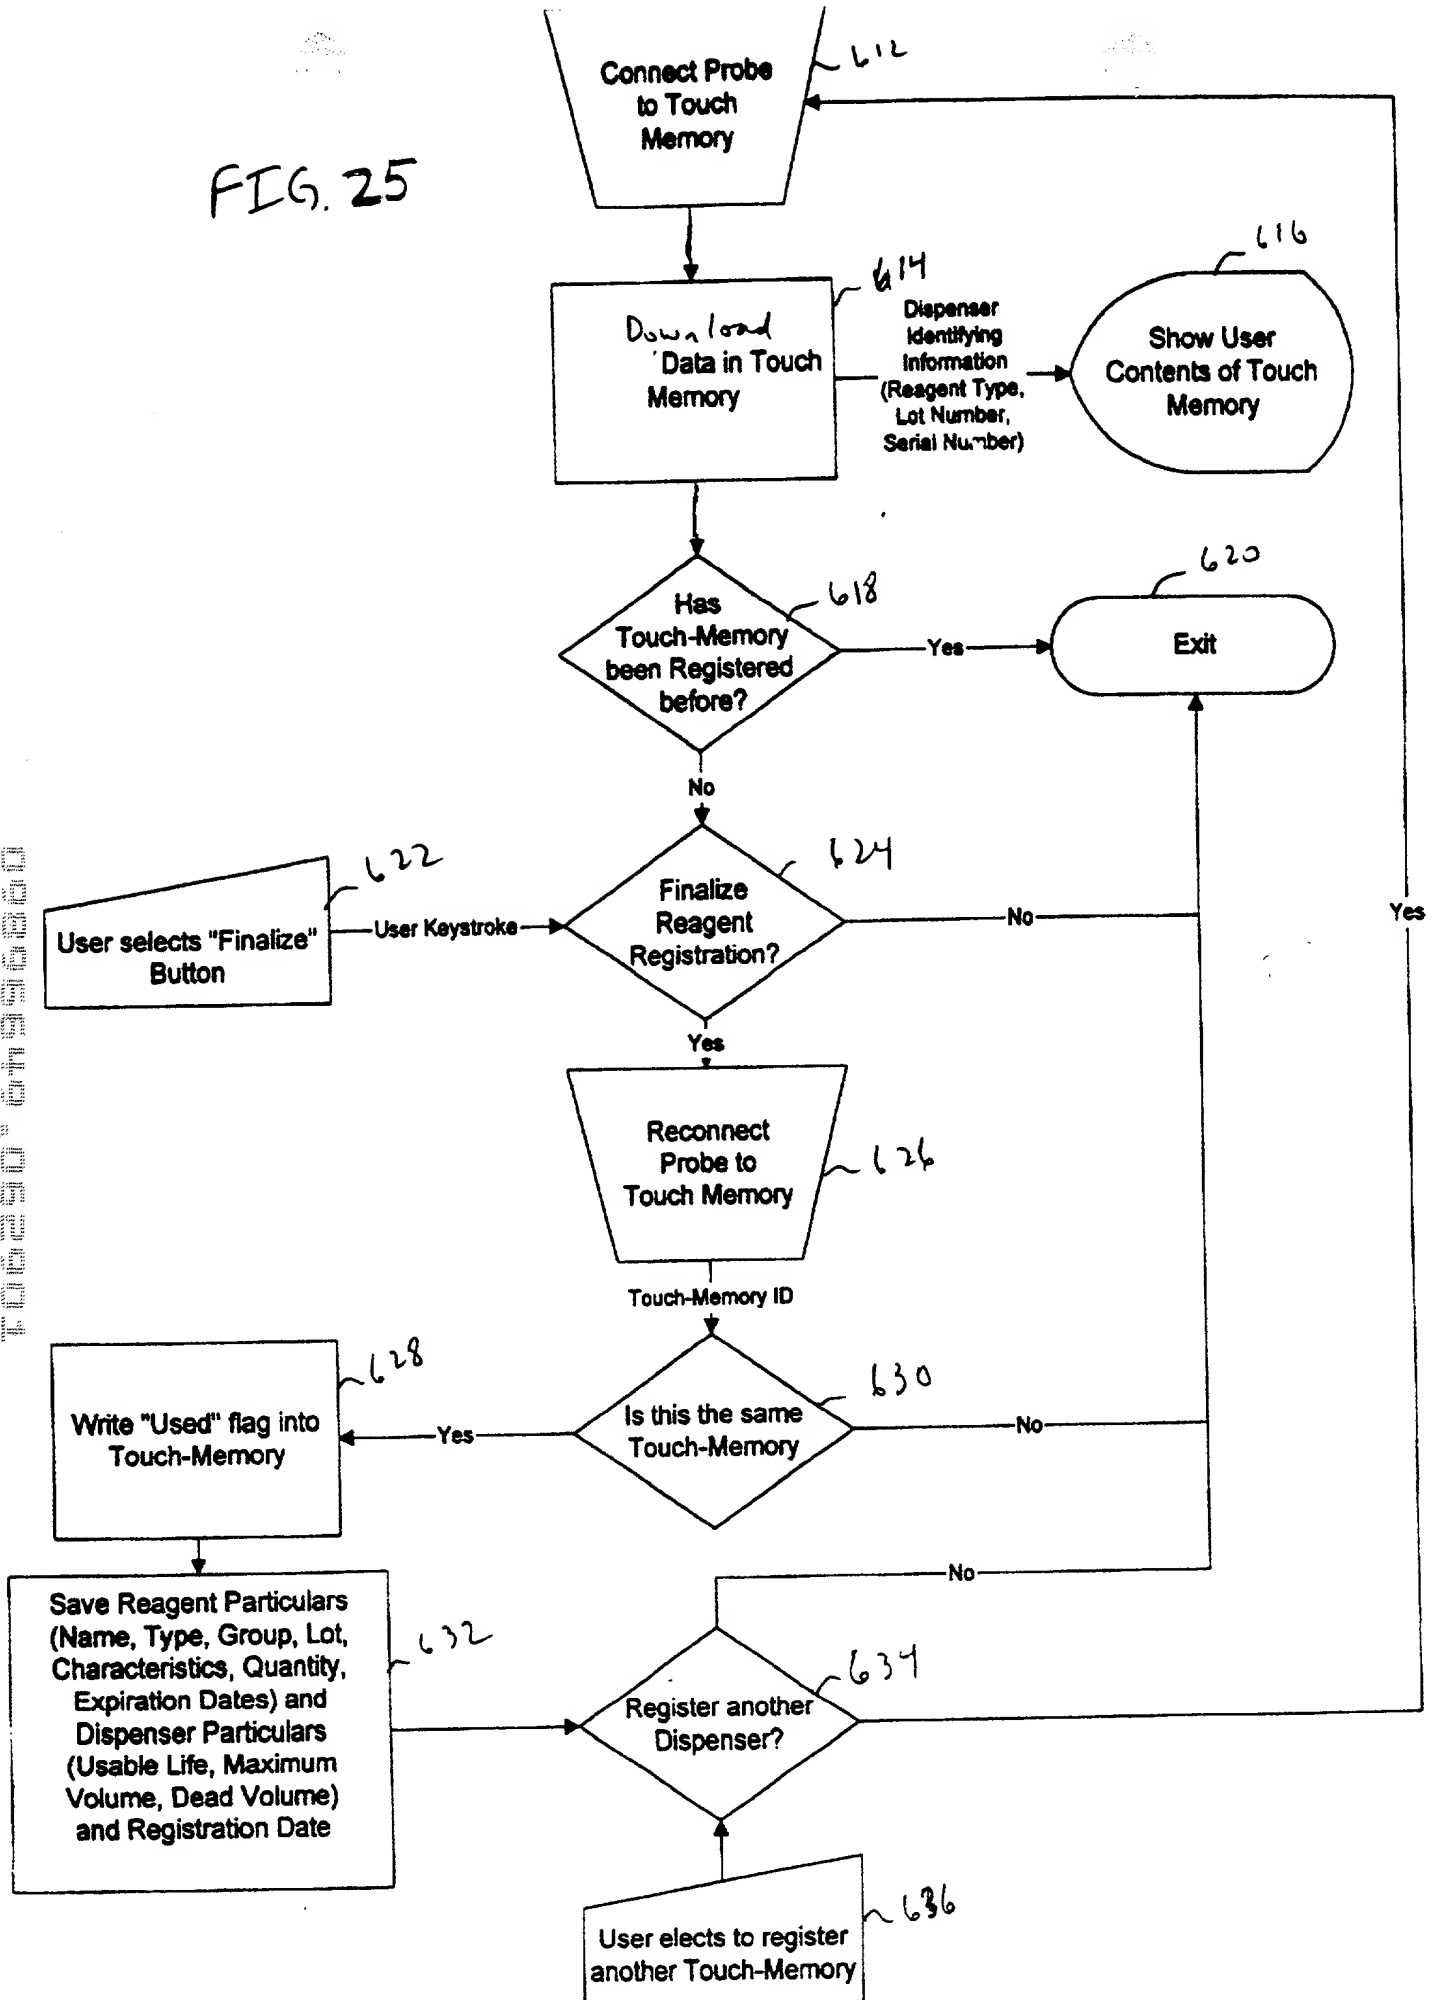 Connect Probe
to Touch
Memory
612
FIG. 25
616
614
Download
Data in Touch
Memory
Dispenser
Identifying
Information
(Reagent Type,
Lot Number,
Serial Number)
Show User
Contents of Touch
Memory
620
618
Has
Touch-Memory
been Registered
before?
Yes
Exit
No
622
624
User selects "Finalize"
Button
User Keystroke
Finalize
Reagent
Registration?
No
Yes
Yes
Reconnect
Probe to
Touch Memory
626
Touch-Memory ID
628
630
Write "Used" flag into
Touch-Memory
Yes
Is this the same
Touch-Memory
No
No
Save Reagent Particulars
(Name, Type, Group, Lot,
Characteristics, Quantity,
Expiration Dates) and
Dispenser Particulars
(Usable Life, Maximum
Volume, Dead Volume)
and Registration Date
632
634
Register another
Dispenser?
636
User elects to register
another Touch-Memory